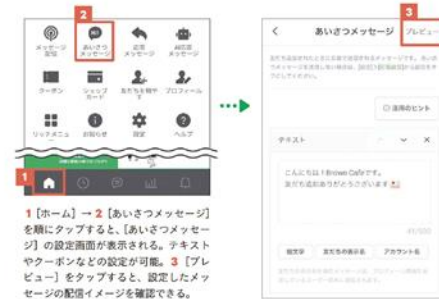 2
メッセージ配信
あいさつメッセージ
応答メッセージ
AI応答メッセージ
クーポン
ショップカード
友だちを増やす
プロフィール
リッチメニュー
お知らせ
設定
ヘルプ
1
1 [ホーム] → 2 [あいさつメッセージ]
を順にタップすると、[あいさつメッセー
ジ] の設定画面が表示される。テキスト
やクーポンなどの設定が可能。3 [プレ
ビュー] をタップすると、設定したメッ
セージの配信イメージを確認できる。
3
あいさつメッセージ
プレビュー
活用のヒント
テキスト
こんにちは!Brown Cafeです。
友だち追加ありがとうございます
41/500
絵文字
友だちの表示名
アカウント名